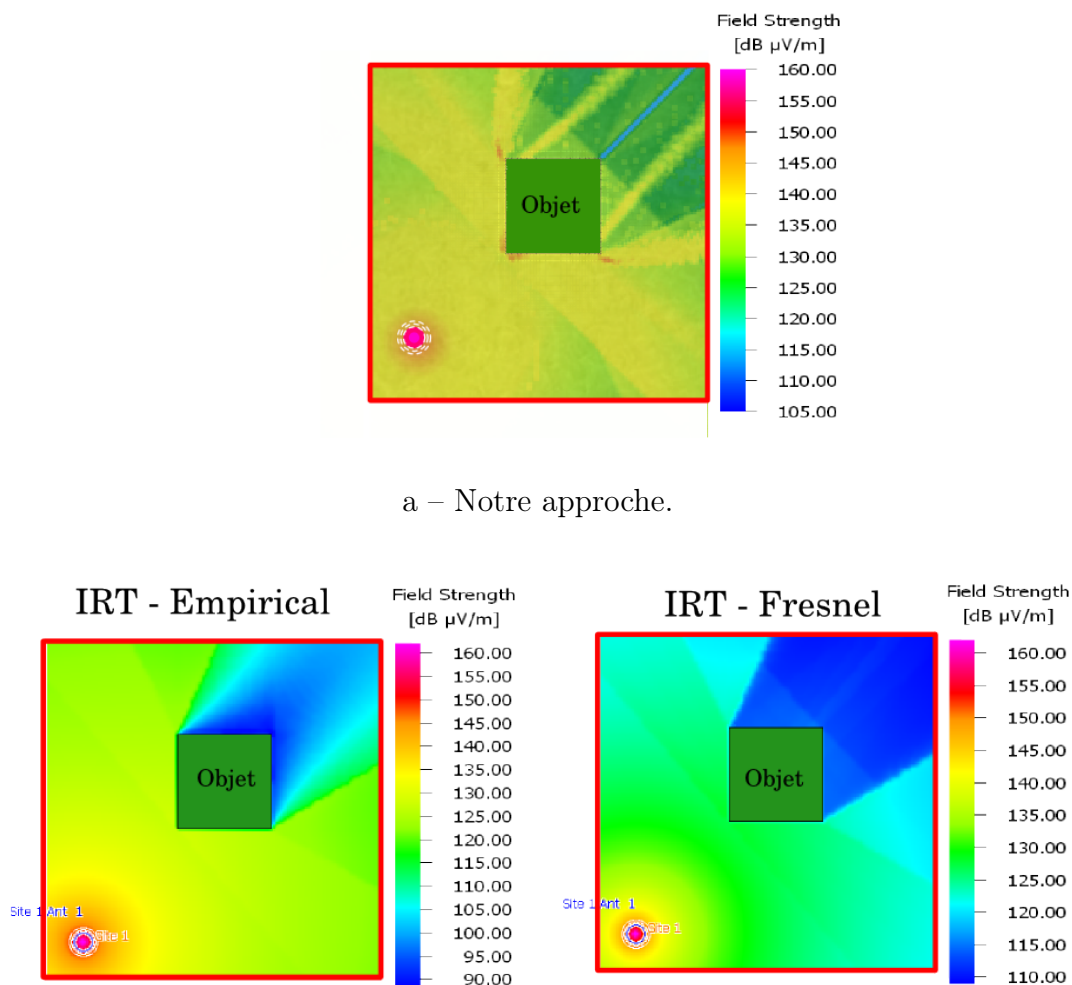 Field Strength
[dB µV/m]
160.00
155.00
150.00
145.00
140.00
135.00
130.00
125.00
120.00
115.00
110.00
105.00
Objet
a – Notre approche.
IRT - Empirical
Field Strength
[dB µV/m]
160.00
155.00
150.00
145.00
140.00
135.00
130.00
125.00
120.00
115.00
110.00
105.00
100.00
95.00
90.00
Objet
Site 1 Ant 1
Site 1
IRT - Fresnel
Field Strength
[dB µV/m]
160.00
155.00
150.00
145.00
140.00
135.00
130.00
125.00
120.00
115.00
110.00
Objet
Site 1 Ant 1
Site 1